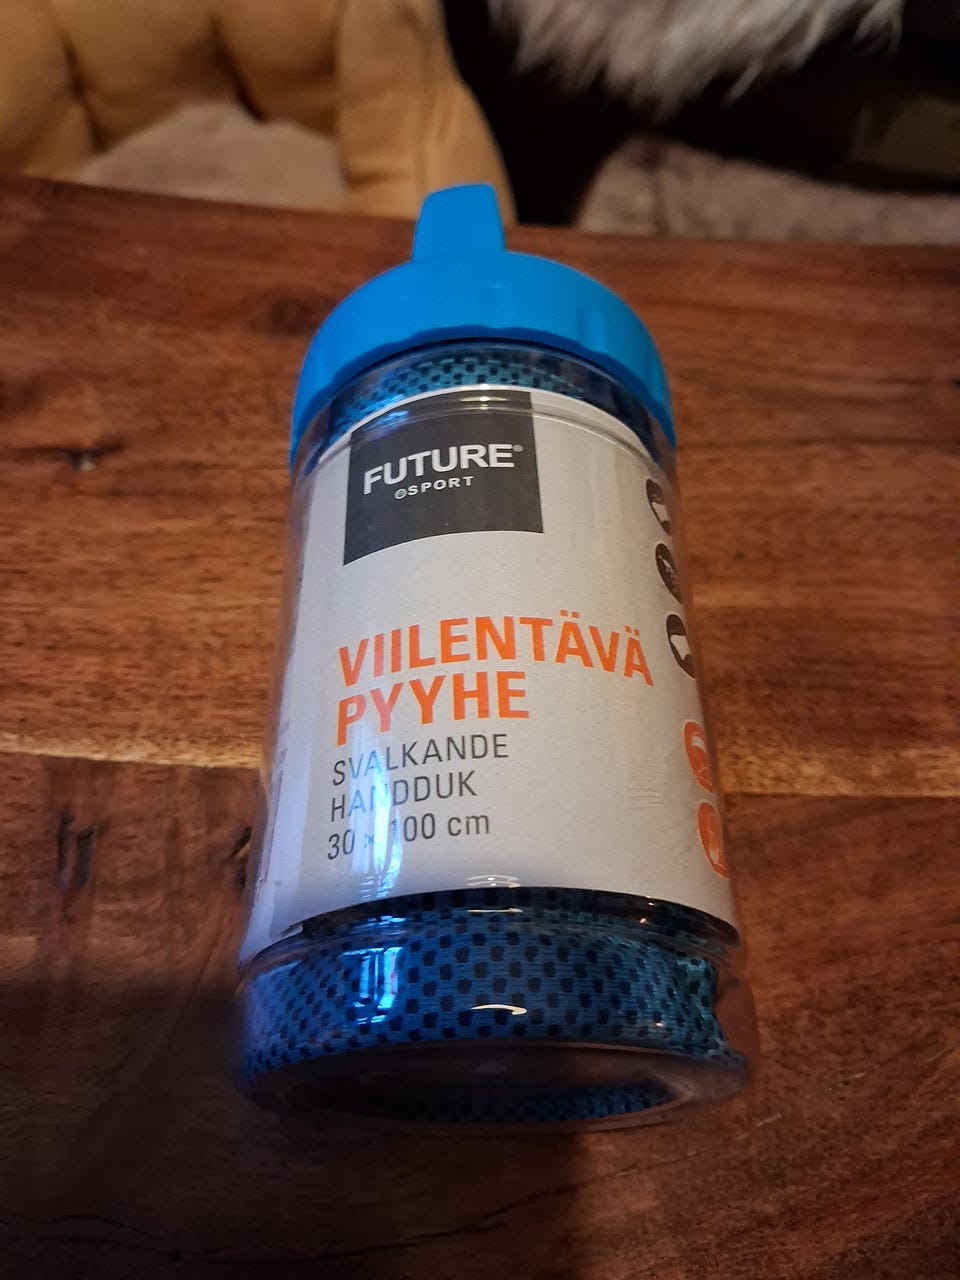 FUTURE®
SPORT
VIILENTÄVÄ
PYYHE
SVALKANDE
HANDDUK
30 x 100 cm